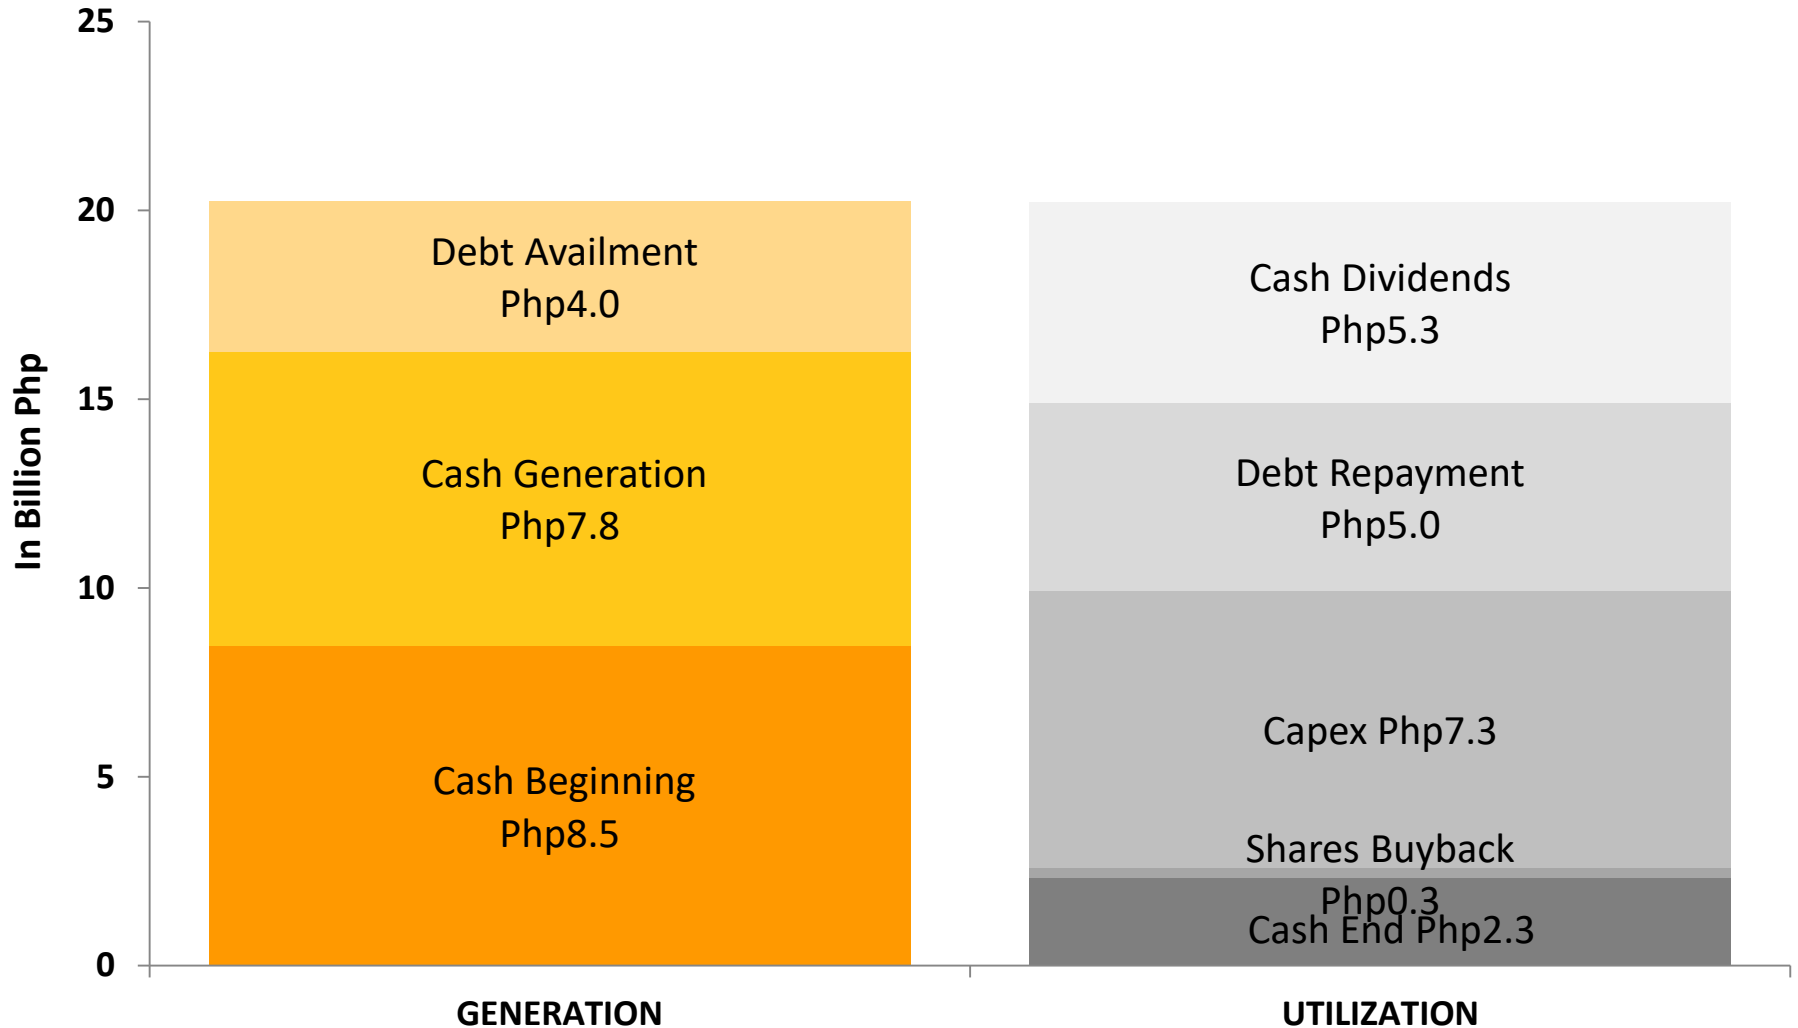 25
20
15
10
5
0
In Billion Php
Debt Availment
Php4.0
Cash Generation
Php7.8
Cash Beginning
Php8.5
Cash Dividends
Php5.3
Debt Repayment
Php5.0
Capex Php7.3
Shares Buyback
Php0.3
Cash End Php2.3
GENERATION
UTILIZATION